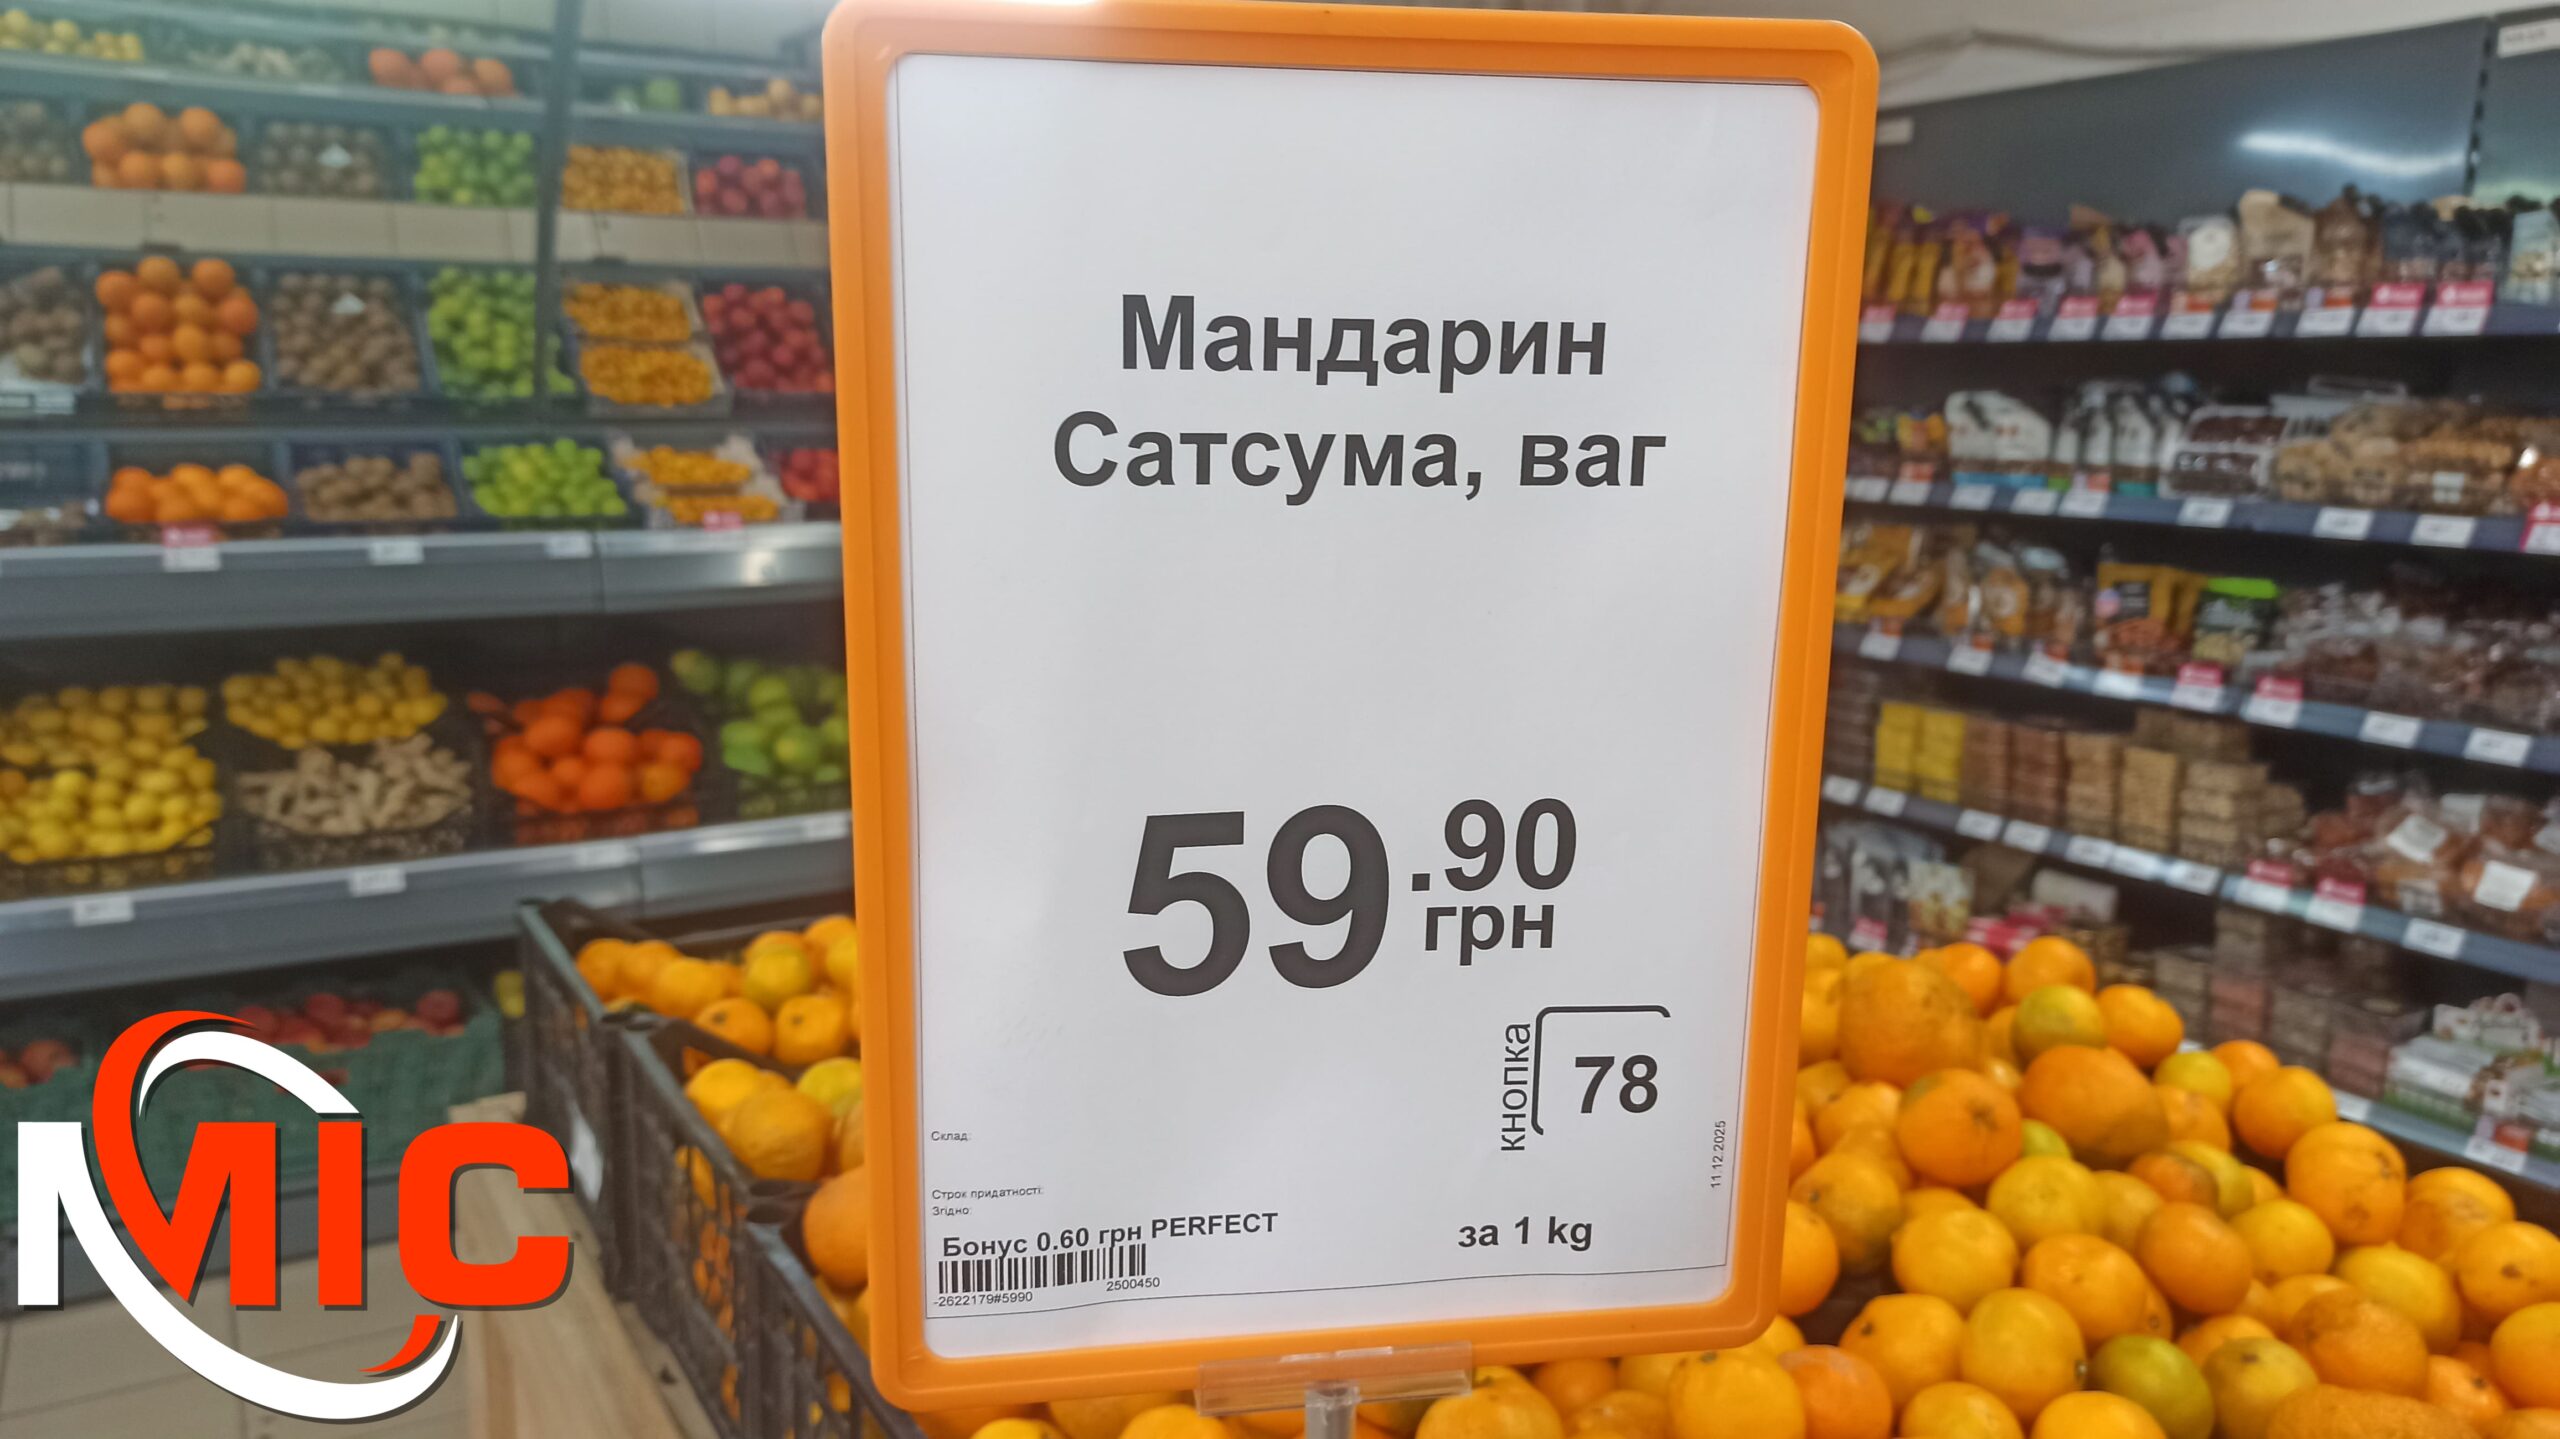 Мандарин
Сатсума, ваг
59.90
грн
кнопка
78
11.12.2025
Склад:
Строк придатності:
Згідно:
Бонус 0.60 грн PERFECT
за 1 kg
2500450
-2622179#5990
МІС